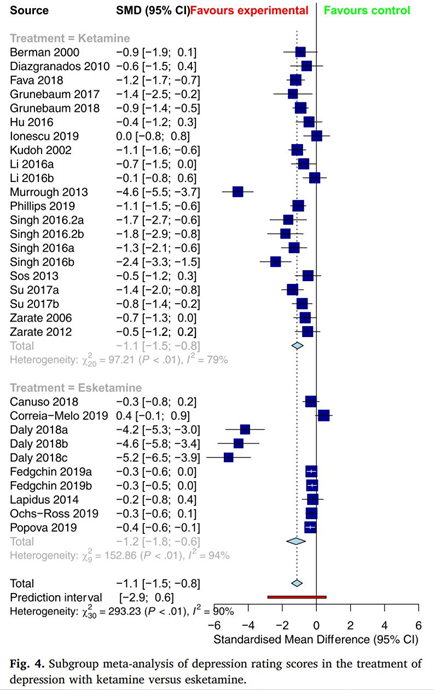 Source SMD (95% CI) Favours experimental Favours control
Treatment = Ketamine
Berman 2000 −0.9 [−1.9; 0.1]
Diazgranados 2010 −0.6 [−1.5; 0.4]
Fava 2018 −1.2 [−1.7; −0.7]
Grunebaum 2017 −1.4 [−2.5; −0.2]
Grunebaum 2018 −0.9 [−1.4; −0.5]
Hu 2016 −0.4 [−1.2; 0.3]
Ionescu 2019 0.0 [−0.8; 0.8]
Kudoh 2002 −1.1 [−1.6; −0.6]
Li 2016a −0.7 [−1.5; 0.0]
Li 2016b −0.1 [−0.8; 0.6]
Murrough 2013 −4.6 [−5.5; −3.7]
Phillips 2019 −1.1 [−1.5; −0.6]
Singh 2016.2a −1.7 [−2.7; −0.6]
Singh 2016.2b −1.8 [−2.9; −0.8]
Singh 2016a −1.3 [−2.1; −0.6]
Singh 2016b −2.4 [−3.3; −1.5]
Sos 2013 −0.5 [−1.2; 0.3]
Su 2017a −1.4 [−2.0; −0.8]
Su 2017b −0.8 [−1.4; −0.2]
Zarate 2006 −0.7 [−1.3; 0.0]
Zarate 2012 −0.5 [−1.2; 0.2]
Total −1.1 [−1.5; −0.8]
Heterogeneity: χ²₂₀ = 97.21 (P < .01), I² = 79%
Treatment = Esketamine
Canuso 2018 −0.3 [−0.8; 0.2]
Correia−Melo 2019 0.4 [−0.1; 0.9]
Daly 2018a −4.2 [−5.3; −3.0]
Daly 2018b −4.6 [−5.8; −3.4]
Daly 2018c −5.2 [−6.5; −3.9]
Fedgchin 2019a −0.3 [−0.6; 0.0]
Fedgchin 2019b −0.3 [−0.5; 0.0]
Lapidus 2014 −0.2 [−0.8; 0.4]
Ochs−Ross 2019 −0.3 [−0.6; 0.1]
Popova 2019 −0.4 [−0.6; −0.1]
Total −1.2 [−1.8; −0.6]
Heterogeneity: χ²₉ = 152.86 (P < .01), I² = 94%
Total −1.1 [−1.5; −0.8]
Prediction interval [−2.9; 0.6]
Heterogeneity: χ²₃₀ = 293.23 (P < .01), I² = 90%
−6 −4 −2 0 2 4 6
Standardised Mean Difference (95% CI)
Fig. 4. Subgroup meta-analysis of depression rating scores in the treatment of
depression with ketamine versus esketamine.